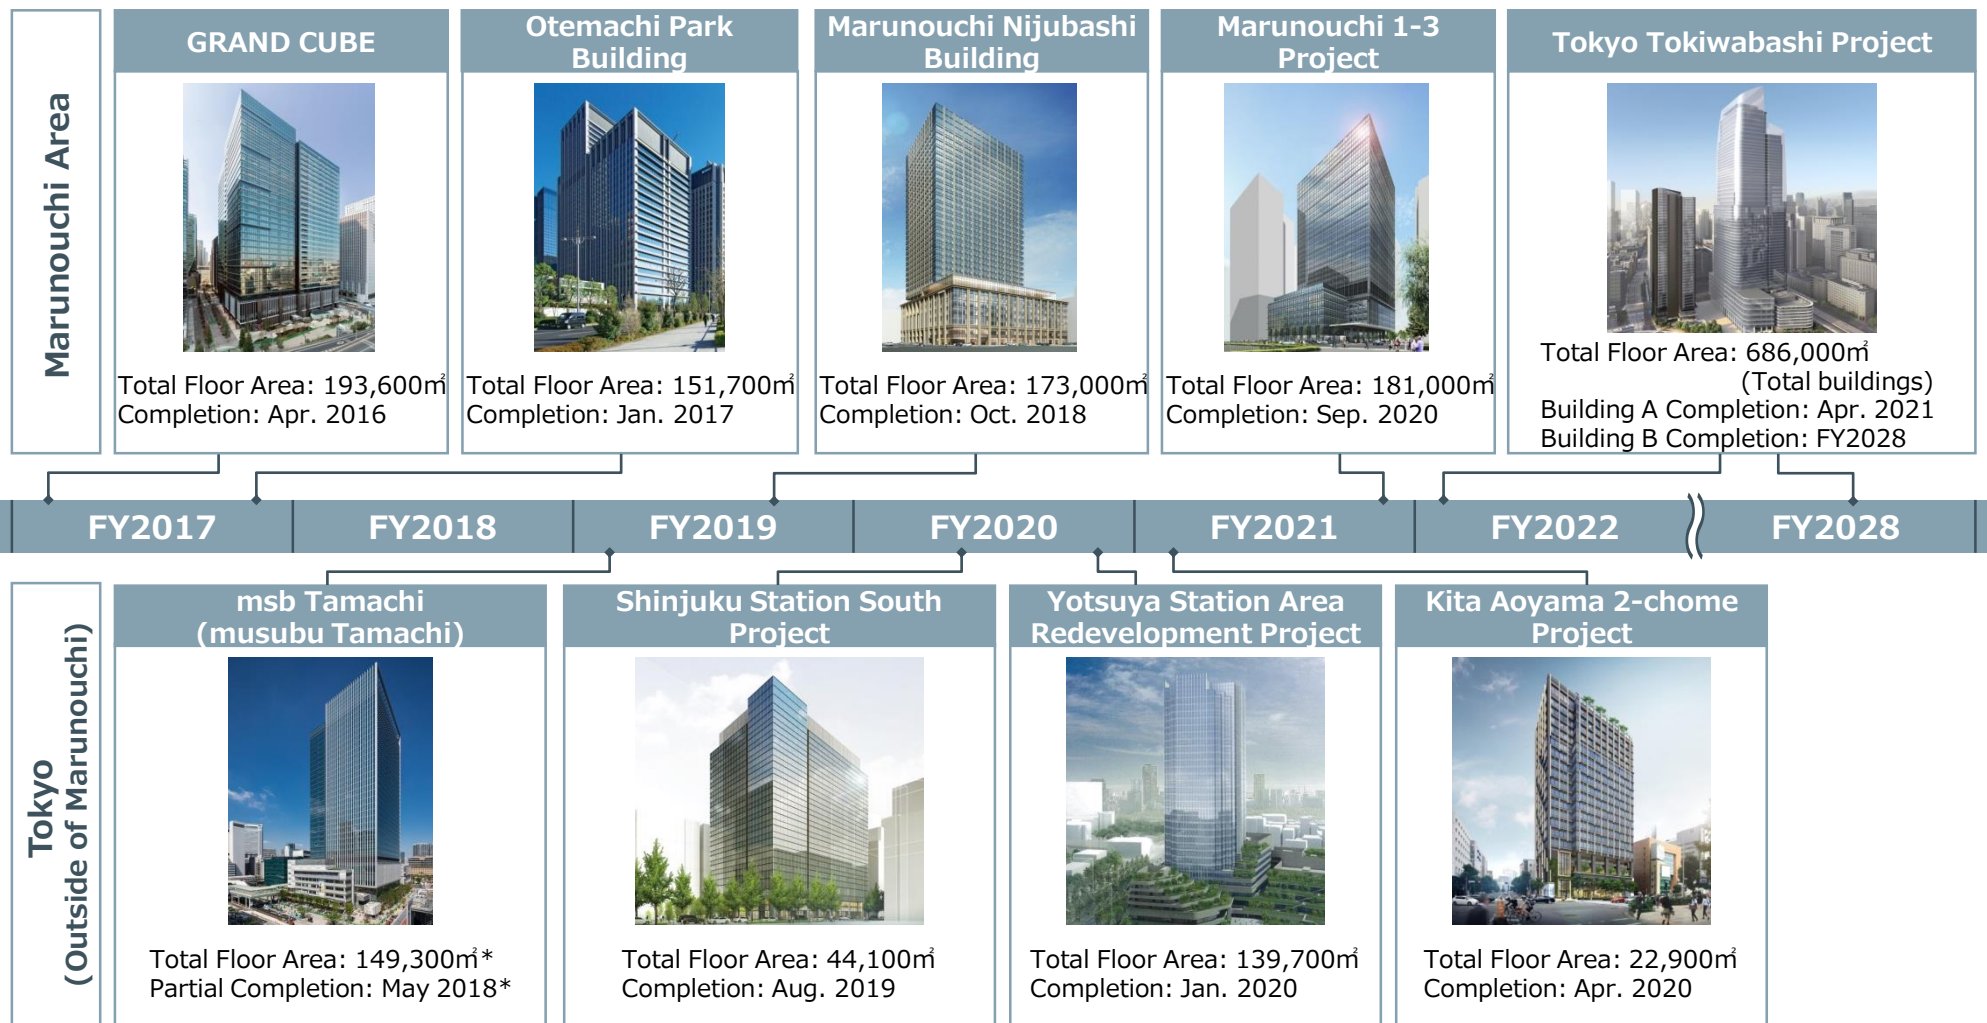 Marunouchi Area
GRAND CUBE
Total Floor Area: 193,600㎡
Completion: Apr. 2016
Otemachi Park
Building
Total Floor Area: 151,700㎡
Completion: Jan. 2017
Marunouchi Nijubashi
Building
Total Floor Area: 173,000㎡
Completion: Oct. 2018
Marunouchi 1-3
Project
Total Floor Area: 181,000㎡
Completion: Sep. 2020
Tokyo Tokiwabashi Project
Total Floor Area: 686,000㎡
(Total buildings)
Building A Completion: Apr. 2021
Building B Completion: FY2028
FY2017
FY2018
FY2019
FY2020
FY2021
FY2022
FY2028
Tokyo
(Outside of Marunouchi)
msb Tamachi
(musubu Tamachi)
Total Floor Area: 149,300㎡*
Partial Completion: May 2018*
Shinjuku Station South
Project
Total Floor Area: 44,100㎡
Completion: Aug. 2019
Yotsuya Station Area
Redevelopment Project
Total Floor Area: 139,700㎡
Completion: Jan. 2020
Kita Aoyama 2-chome
Project
Total Floor Area: 22,900㎡
Completion: Apr. 2020